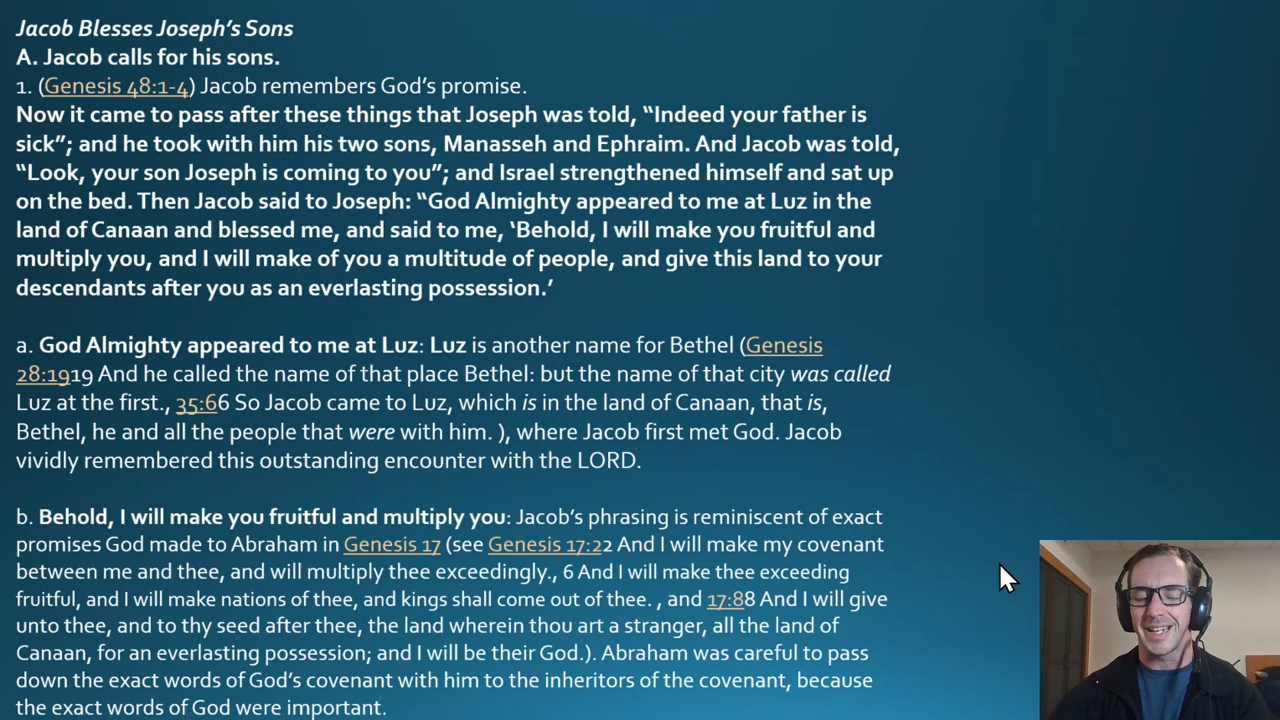 Jacob Blesses Joseph's Sons
A. Jacob calls for his sons.
1. (Genesis 48:1-4) Jacob remembers God's promise.
Now it came to pass after these things that Joseph was told, “Indeed your father is
sick”; and he took with him his two sons, Manasseh and Ephraim. And Jacob was told,
“Look, your son Joseph is coming to you”; and Israel strengthened himself and sat up
on the bed. Then Jacob said to Joseph: “God Almighty appeared to me at Luz in the
land of Canaan and blessed me, and said to me, ‘Behold, I will make you fruitful and
multiply you, and I will make of you a multitude of people, and give this land to your
descendants after you as an everlasting possession.’
a. God Almighty appeared to me at Luz: Luz is another name for Bethel (Genesis
28:1919 And he called the name of that place Bethel: but the name of that city was called
Luz at the first., 35:66 So Jacob came to Luz, which is in the land of Canaan, that is,
Bethel, he and all the people that were with him. ), where Jacob first met God. Jacob
vividly remembered this outstanding encounter with the LORD.
b. Behold, I will make you fruitful and multiply you: Jacob's phrasing is reminiscent of exact
promises God made to Abraham in Genesis 17 (see Genesis 17:22 And I will make my covenant
between me and thee, and will multiply thee exceedingly., 6 And I will make thee exceeding
fruitful, and I will make nations of thee, and kings shall come out of thee. , and 17:88 And I will give
unto thee, and to thy seed after thee, the land wherein thou art a stranger, all the land of
Canaan, for an everlasting possession; and I will be their God.). Abraham was careful to pass
down the exact words of God's covenant with him to the inheritors of the covenant, because
the exact words of God were important.